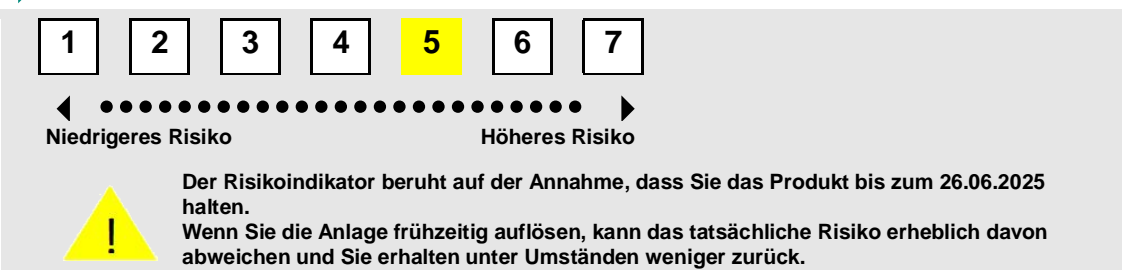 1 2 3 4 5 6 7
Niedrigeres Risiko Höheres Risiko
Der Risikoindikator beruht auf der Annahme, dass Sie das Produkt bis zum 26.06.2025
halten.
Wenn Sie die Anlage frühzeitig auflösen, kann das tatsächliche Risiko erheblich davon
abweichen und Sie erhalten unter Umständen weniger zurück.
!